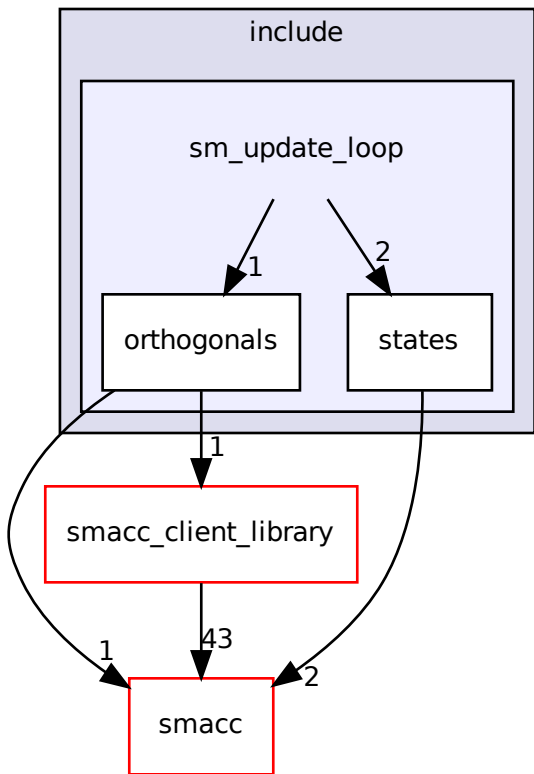 include
sm_update_loop
1
2
orthogonals
states
1
smacc_client_library
1
43
2
smacc